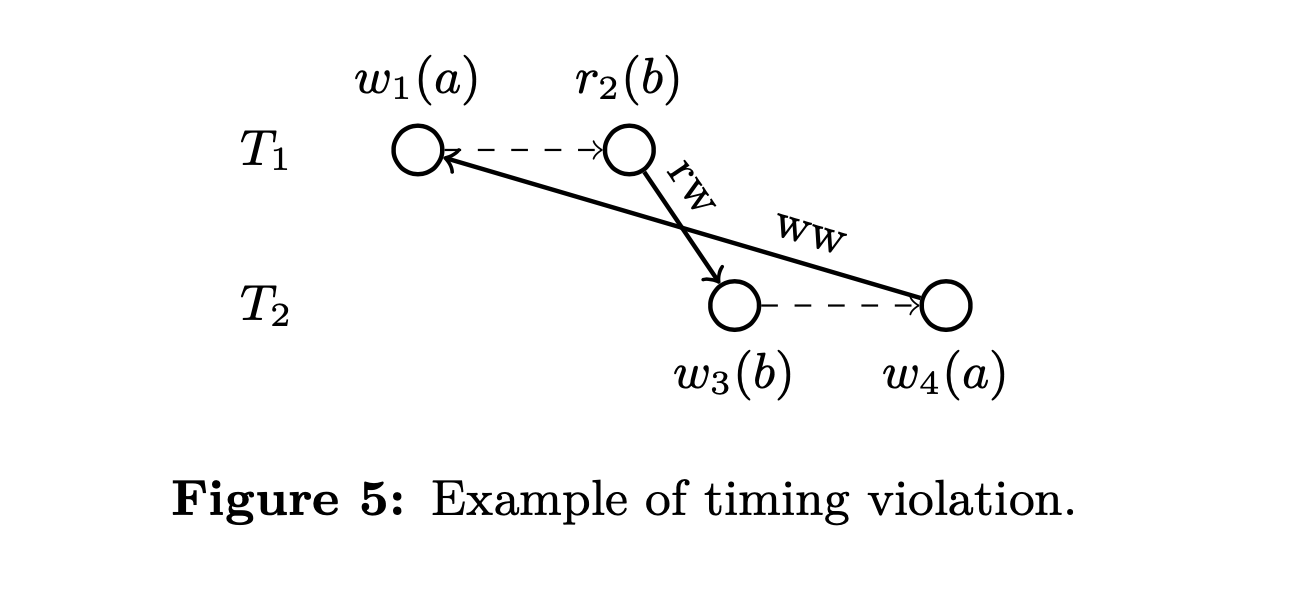 w₁(a) r₂(b)
T₁
rw
ww
T₂
w₃(b) w₄(a)
Figure 5: Example of timing violation.